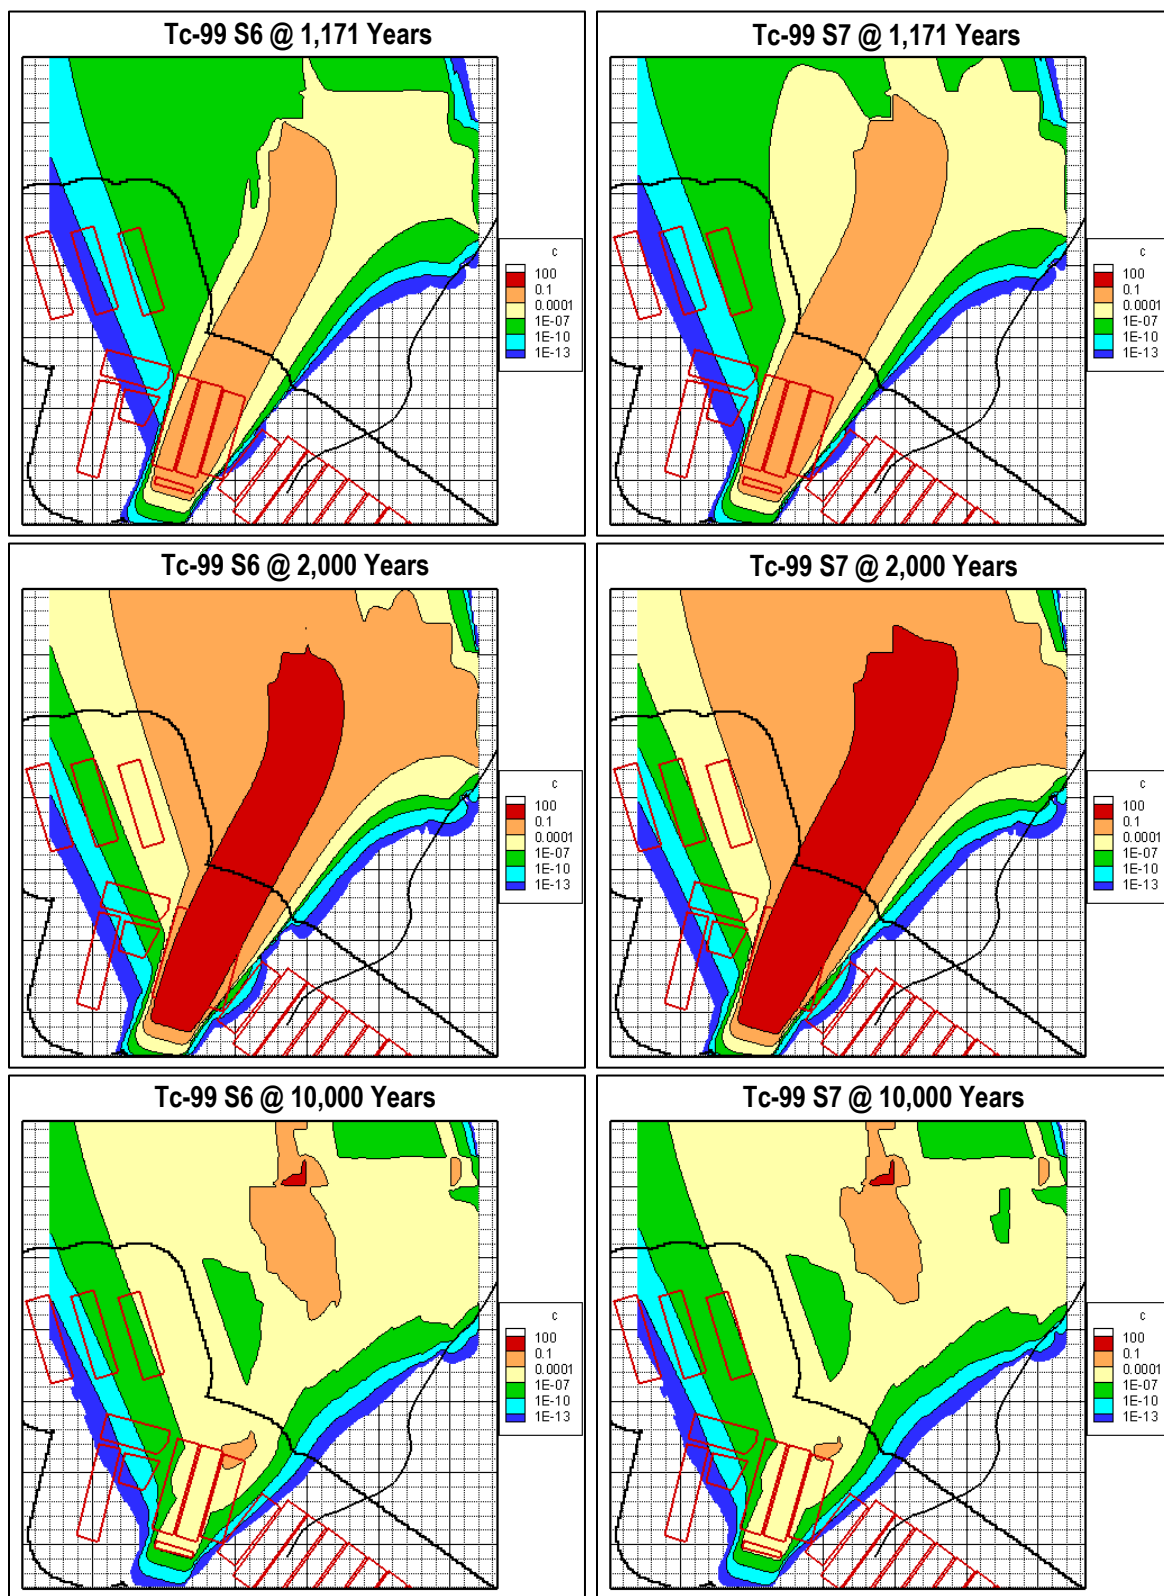 Tc-99 S6 @ 1,171 Years
c
100
0.1
0.0001
1E-07
1E-10
1E-13
Tc-99 S7 @ 1,171 Years
c
100
0.1
0.0001
1E-07
1E-10
1E-13
Tc-99 S6 @ 2,000 Years
c
100
0.1
0.0001
1E-07
1E-10
1E-13
Tc-99 S7 @ 2,000 Years
c
100
0.1
0.0001
1E-07
1E-10
1E-13
Tc-99 S6 @ 10,000 Years
c
100
0.1
0.0001
1E-07
1E-10
1E-13
Tc-99 S7 @ 10,000 Years
c
100
0.1
0.0001
1E-07
1E-10
1E-13